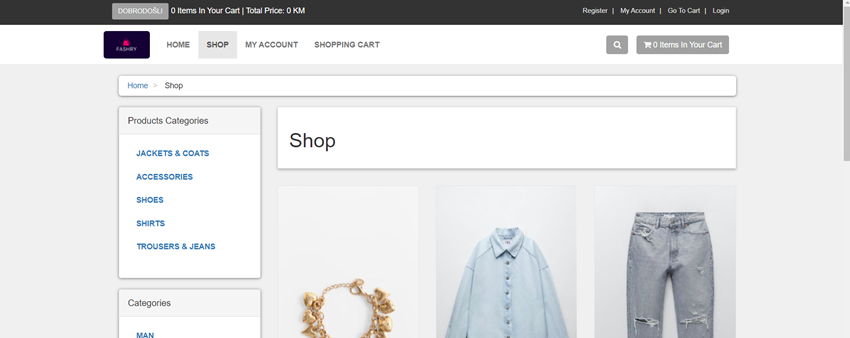 DOBRODOŠLI 0 Items In Your Cart | Total Price: 0 KM
Register | My Account | Go To Cart | Login
FASHRY
HOME SHOP MY ACCOUNT SHOPPING CART
0 Items In Your Cart
Home > Shop
Products Categories
JACKETS & COATS
ACCESSORIES
SHOES
SHIRTS
TROUSERS & JEANS
Categories
MAN
Shop